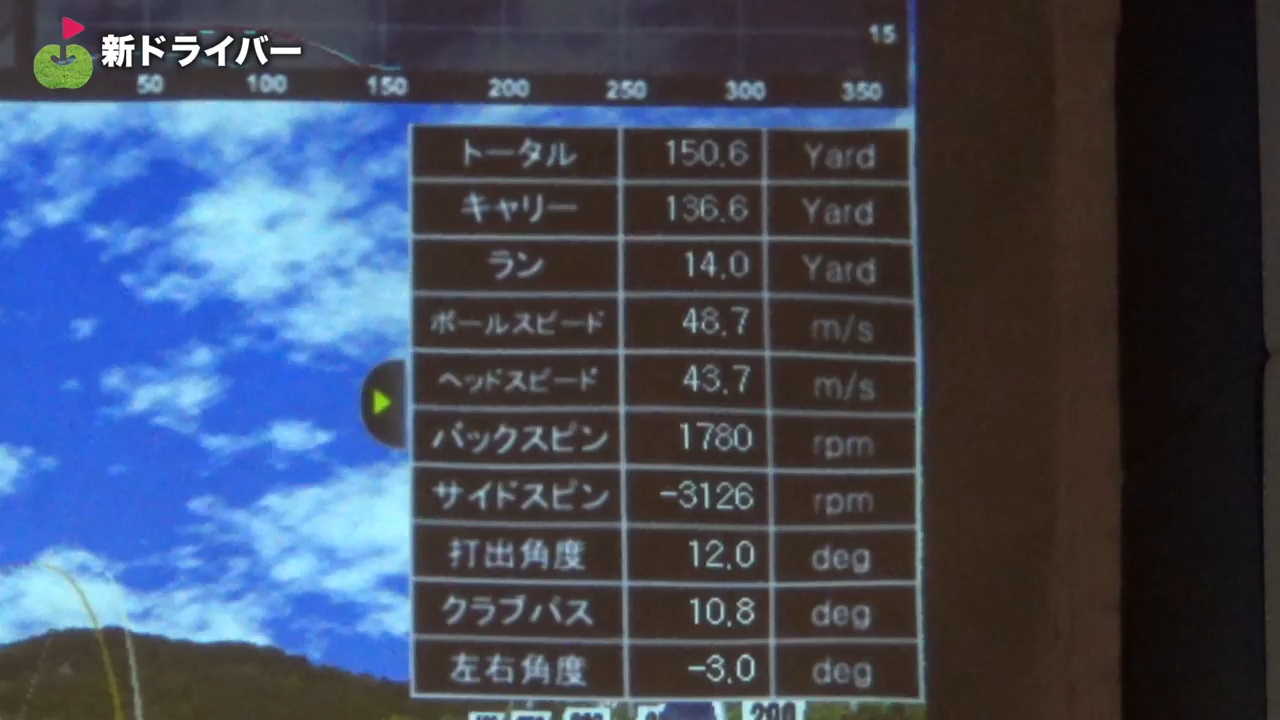 新ドライバー
15
50 100 150 200 250 300 350
トータル 150.6 Yard
キャリー 136.6 Yard
ラン 14.0 Yard
ボールスピード 48.7 m/s
ヘッドスピード 43.7 m/s
バックスピン 1780 rpm
サイドスピン -3126 rpm
打出角度 12.0 deg
クラブパス 10.8 deg
左右角度 -3.0 deg
200